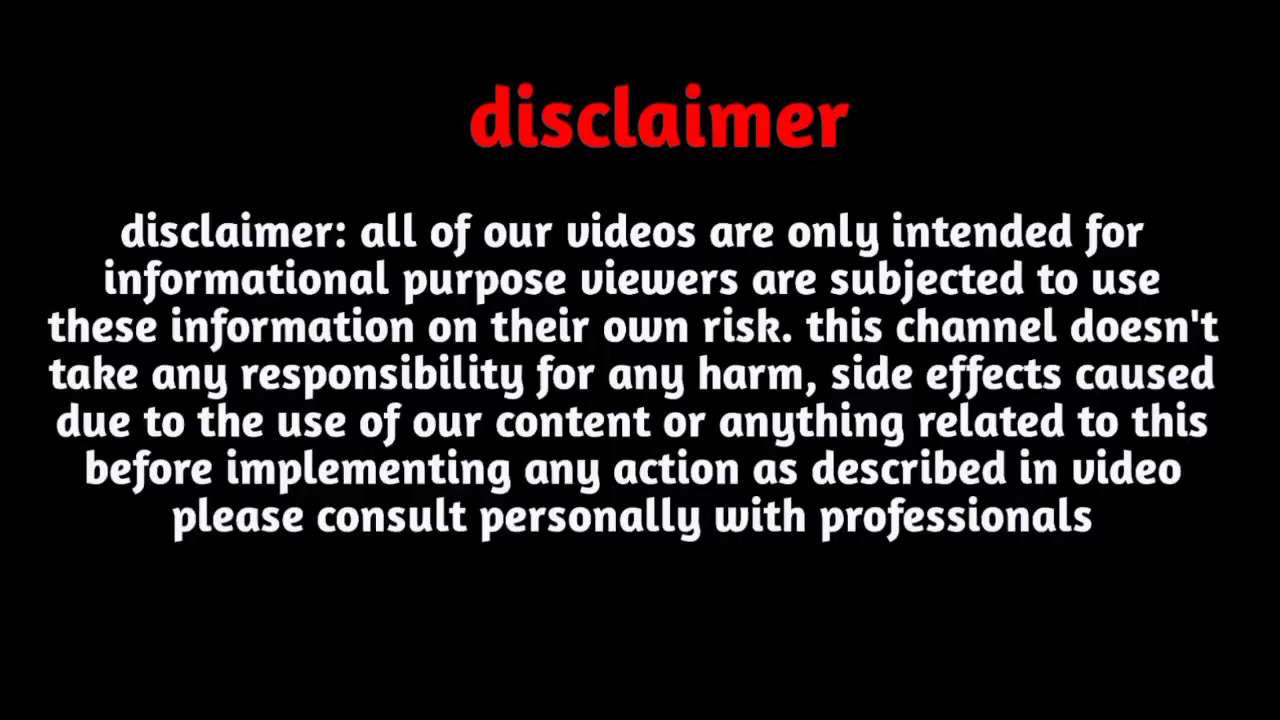 disclaimer
disclaimer: all of our videos are only intended for
informational purpose viewers are subjected to use
these information on their own risk. this channel doesn't
take any responsibility for any harm, side effects caused
due to the use of our content or anything related to this
before implementing any action as described in video
please consult personally with professionals